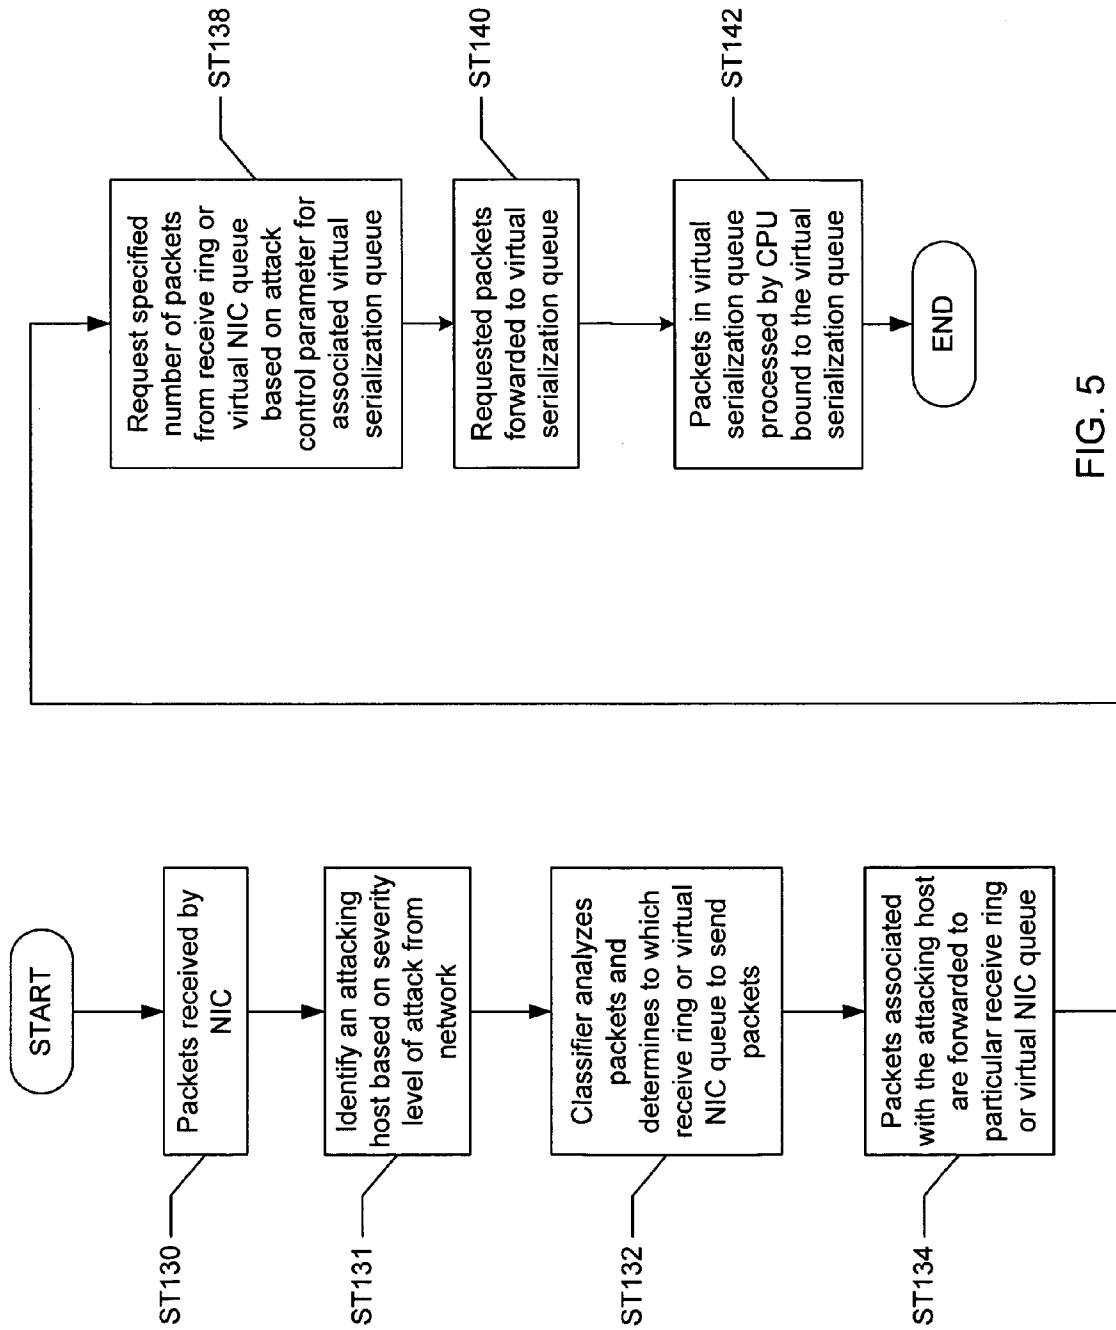 START
ST130
Packets received by
NIC
ST131
Identify an attacking
host based on severity
level of attack from
network
ST132
Classifier analyzes
packets and
determines to which
receive ring or virtual
NIC queue to send
packets
ST134
Packets associated
with the attacking host
are forwarded to
particular receive ring
or virtual NIC queue
ST138
Request specified
number of packets
from receive ring or
virtual NIC queue
based on attack
control parameter for
associated virtual
serialization queue
ST140
Requested packets
forwarded to virtual
serialization queue
ST142
Packets in virtual
serialization queue
processed by CPU
bound to the virtual
serialization queue
END
FIG. 5